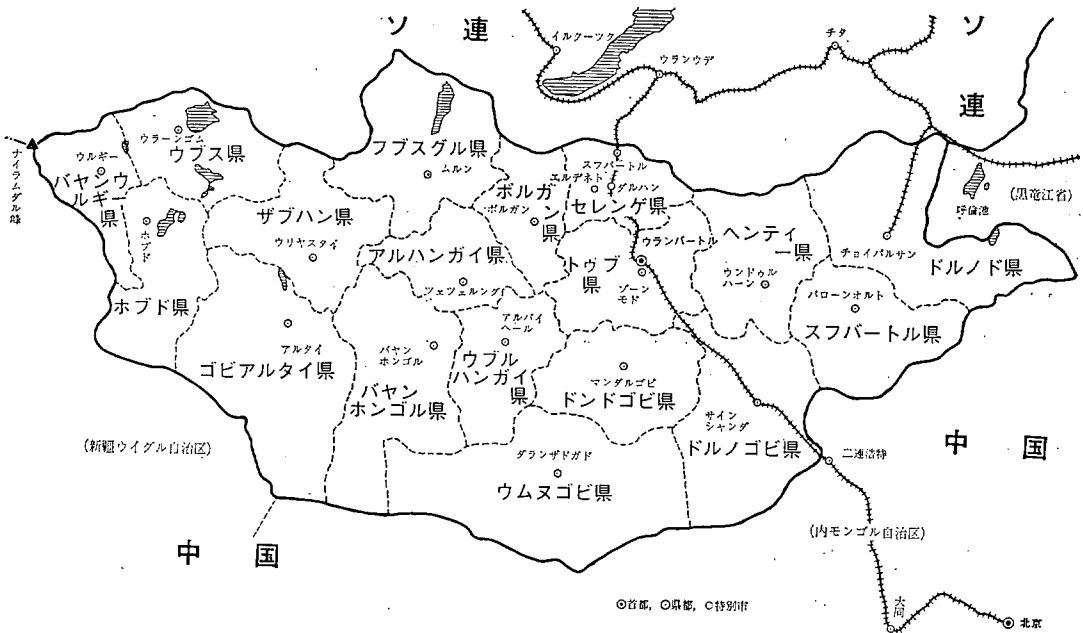 ソ連
ソ連
イルクーツク
ウランウデ
チタ
ナイラムダル峰
ウラーンゴム
ウブス県
ウルギー
バヤンウルギー県
ホブド
ホブド県
フブスグル県
ムルン
ザブハン県
ウリヤスタイ
ボルガン県
ボルガン
スフバートル
エルデネト
ダルハン
セレンゲ県
アルハンガイ県
ツェツェルレグ
トゥブ県
ウランバートル
ゾーンモド
ヘンティー県
ウンドゥルハーン
チョイバルサン
ドルノド県
呼倫池
(黒竜江省)
バローンオルト
スフバートル県
アルタイ
ゴビアルタイ県
バヤンホンゴル
バヤンホンゴル県
アルバイヘール
ウブルハンガイ県
マンダルゴビ
ドンドゴビ県
サインシャンダ
ドルノゴビ県
ダランザドガド
ウムヌゴビ県
(新疆ウイグル自治区)
中国
中国
二連浩特
(内モンゴル自治区)
大同
北京
◉首都, ⊙県都, ○特別市